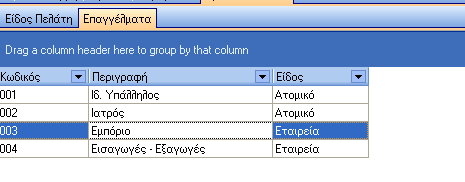 Είδος Πελάτη Επαγγέλματα
Drag a column header here to group by that column
Κωδικός Περιγραφή Είδος
001 Ιδ. Υπάλληλος Ατομικό
002 Ιατρός Ατομικό
003 Εμπόριο Εταιρεία
004 Εισαγωγές - Εξαγωγές Εταιρεία